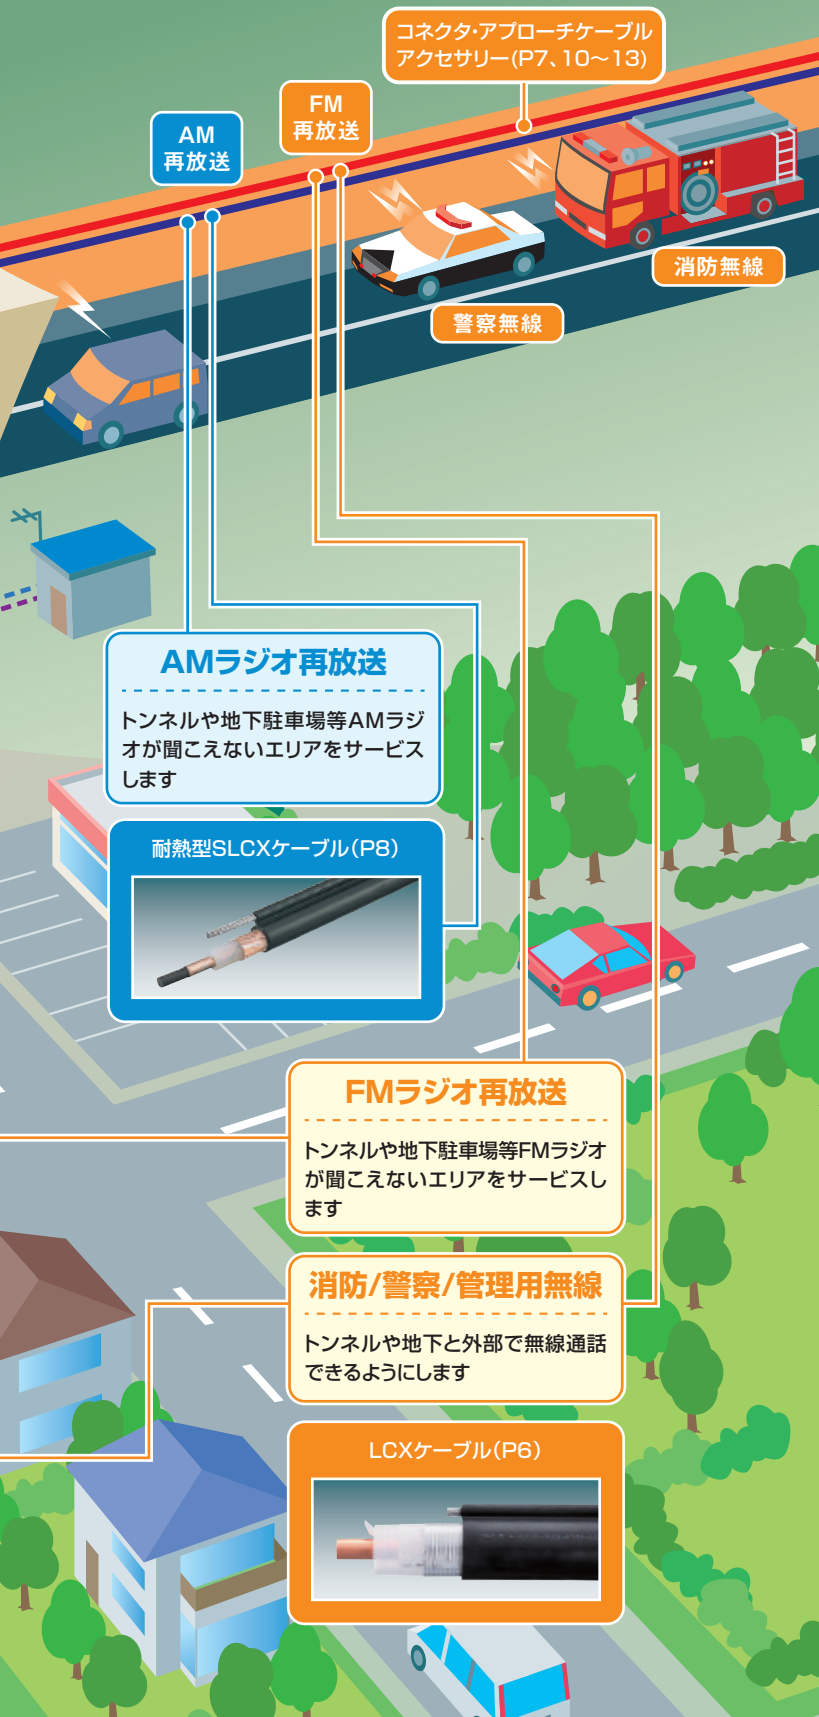 コネクタ・アプローチケーブル
アクセサリー(P7、10〜13)
FM
再放送
AM
再放送
消防無線
警察無線
AMラジオ再放送
トンネルや地下駐車場等AMラジ
オが聞こえないエリアをサービス
します
耐熱型SLCXケーブル(P8)
FMラジオ再放送
トンネルや地下駐車場等FMラジオ
が聞こえないエリアをサービスし
ます
消防/警察/管理用無線
トンネルや地下と外部で無線通話
できるようにします
LCXケーブル(P6)